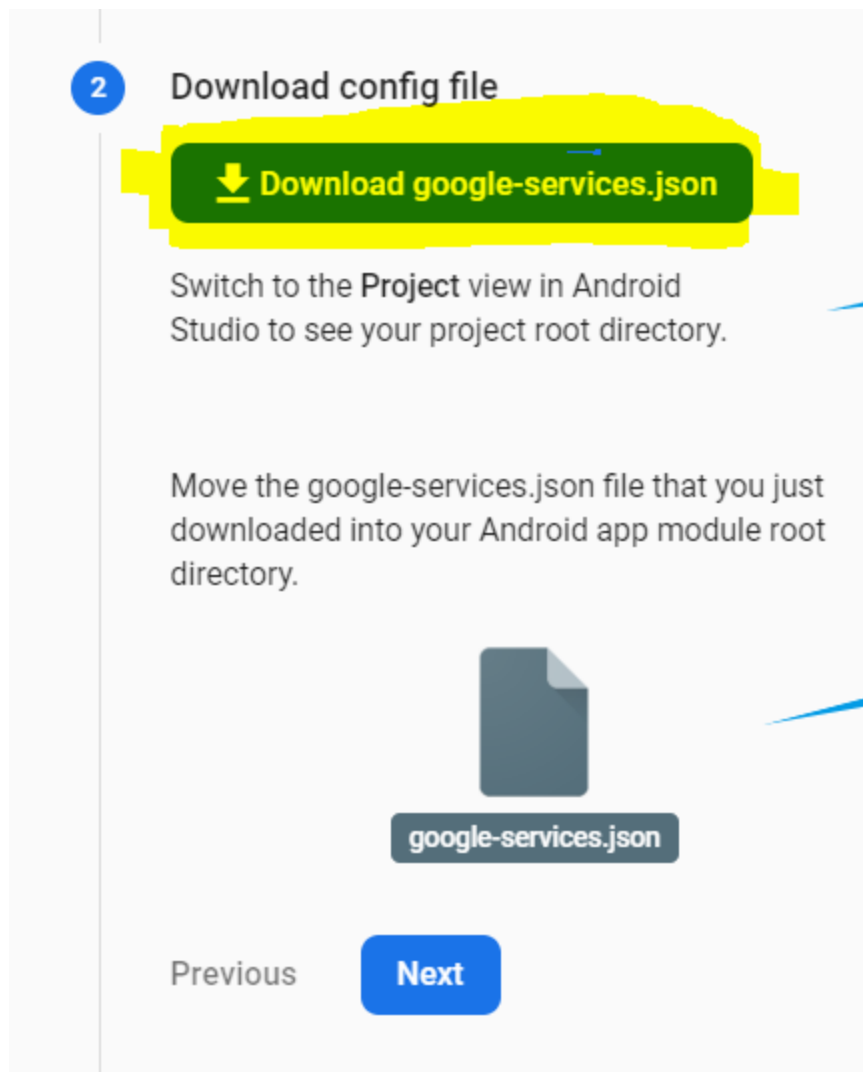 2
Download config file
Download google-services.json
Switch to the Project view in Android
Studio to see your project root directory.
Move the google-services.json file that you just
downloaded into your Android app module root
directory.
google-services.json
Previous
Next